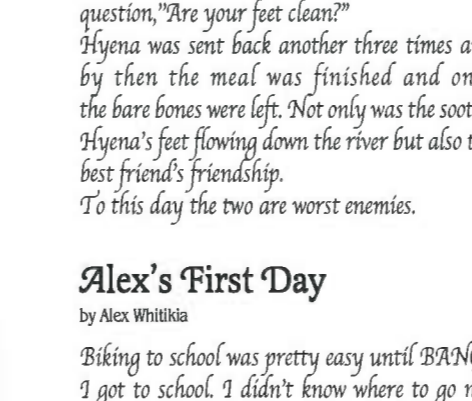 question,"Are your feet clean?"
Hyena was sent back another three times a
by then the meal was finished and on
the bare bones were left. Not only was the soot
Hyena's feet flowing down the river but also t
best friend's friendship.
To this day the two are worst enemies.
Alex's First Day
by Alex Whitikia
Biking to school was pretty easy until BAN
I got to school. I didn't know where to go